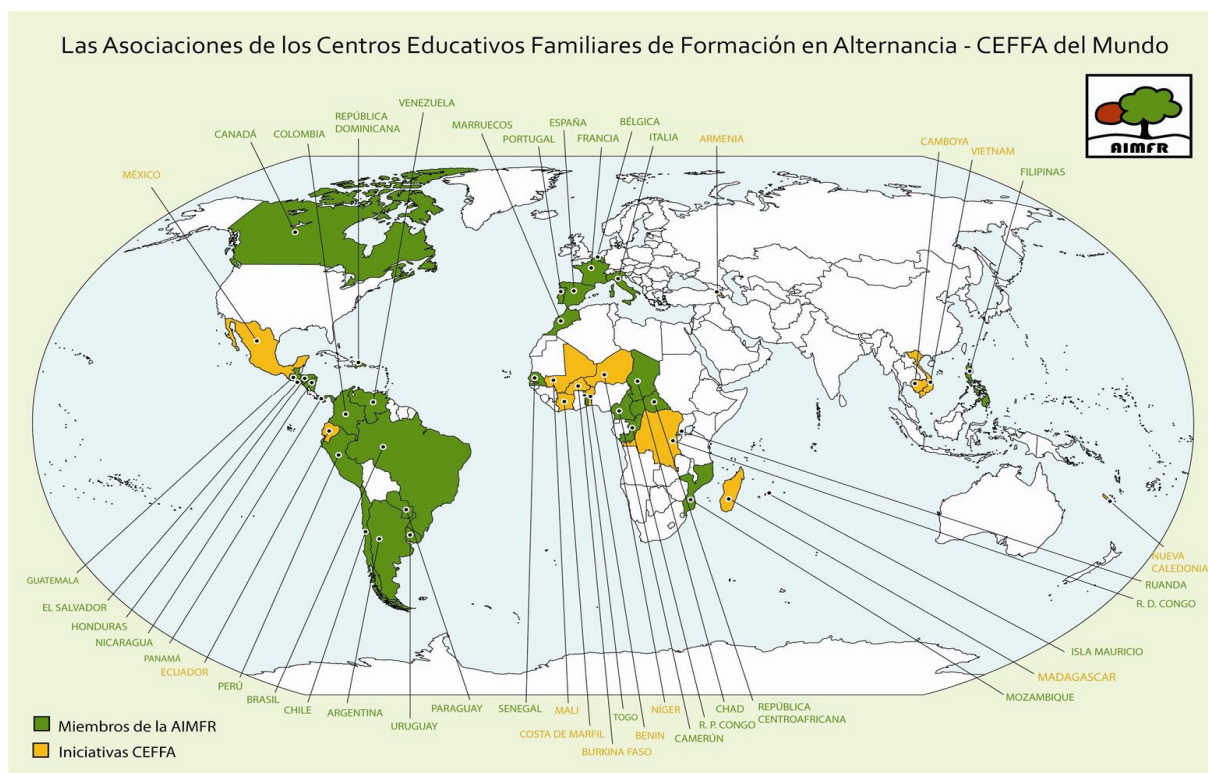 Las Asociaciones de los Centros Educativos Familiares de Formación en Alternancia - CEFFA del Mundo
AIMFR
VENEZUELA
REPÚBLICA
DOMINICANA
COLOMBIA
CANADÁ
MÉXICO
MARRUECOS
PORTUGAL
ESPAÑA
FRANCIA
BÉLGICA
ITALIA
ARMENIA
CAMBOYA
VIETNAM
FILIPINAS
GUATEMALA
EL SALVADOR
HONDURAS
NICARAGUA
PANAMÁ
ECUADOR
PERÚ
BRASIL
CHILE
ARGENTINA
URUGUAY
PARAGUAY
SENEGAL
MALI
COSTA DE MARFIL
BURKINA FASO
TOGO
BENIN
NÍGER
CAMERÚN
R. P. CONGO
CHAD
REPÚBLICA
CENTROAFRICANA
MOZAMBIQUE
MADAGASCAR
ISLA MAURICIO
R. D. CONGO
RUANDA
NUEVA
CALEDONIA
Miembros de la AIMFR
Iniciativas CEFFA